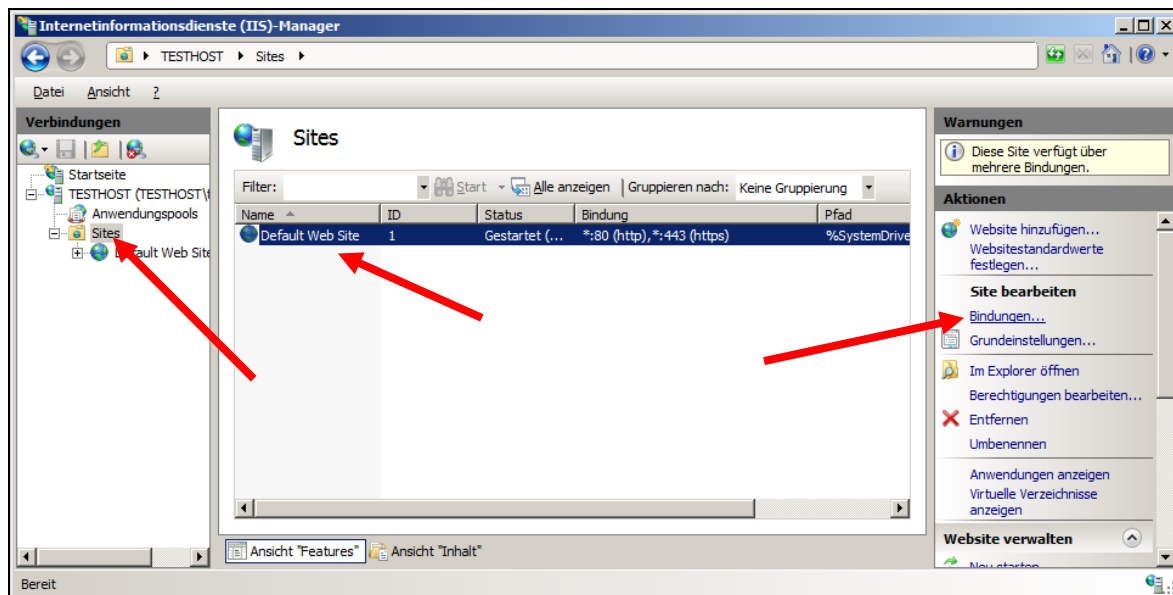 Internetinformationsdienste (IIS)-Manager
TESTHOST Sites
Datei Ansicht ?
Verbindungen
Startseite
TESTHOST (TESTHOST\
Anwendungspools
Sites
Default Web Site
Sites
Filter: Start Alle anzeigen Gruppieren nach: Keine Gruppierung
Name ID Status Bindung Pfad
Default Web Site 1 Gestartet (... *:80 (http),*:443 (https) %SystemDrive
Ansicht "Features" Ansicht "Inhalt"
Warnungen
Diese Site verfügt über
mehrere Bindungen.
Aktionen
Website hinzufügen...
Websitestandardwerte
festlegen...
Site bearbeiten
Bindungen...
Grundeinstellungen...
Im Explorer öffnen
Berechtigungen bearbeiten...
Entfernen
Umbenennen
Anwendungen anzeigen
Virtuelle Verzeichnisse
anzeigen
Website verwalten
Neu starten
Bereit